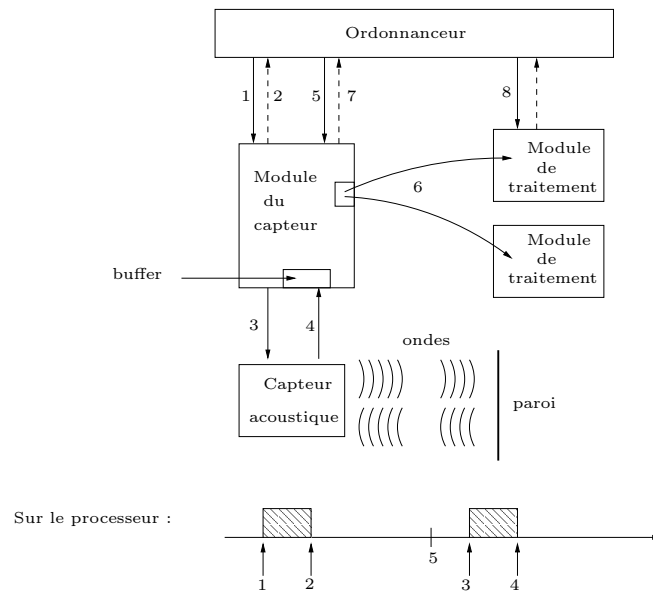 Ordonnanceur
1
2
5
7
8
Module
du
capteur
6
Module
de
traitement
Module
de
traitement
buffer
3
4
ondes
Capteur
acoustique
paroi
Sur le processeur :
5
1
2
3
4